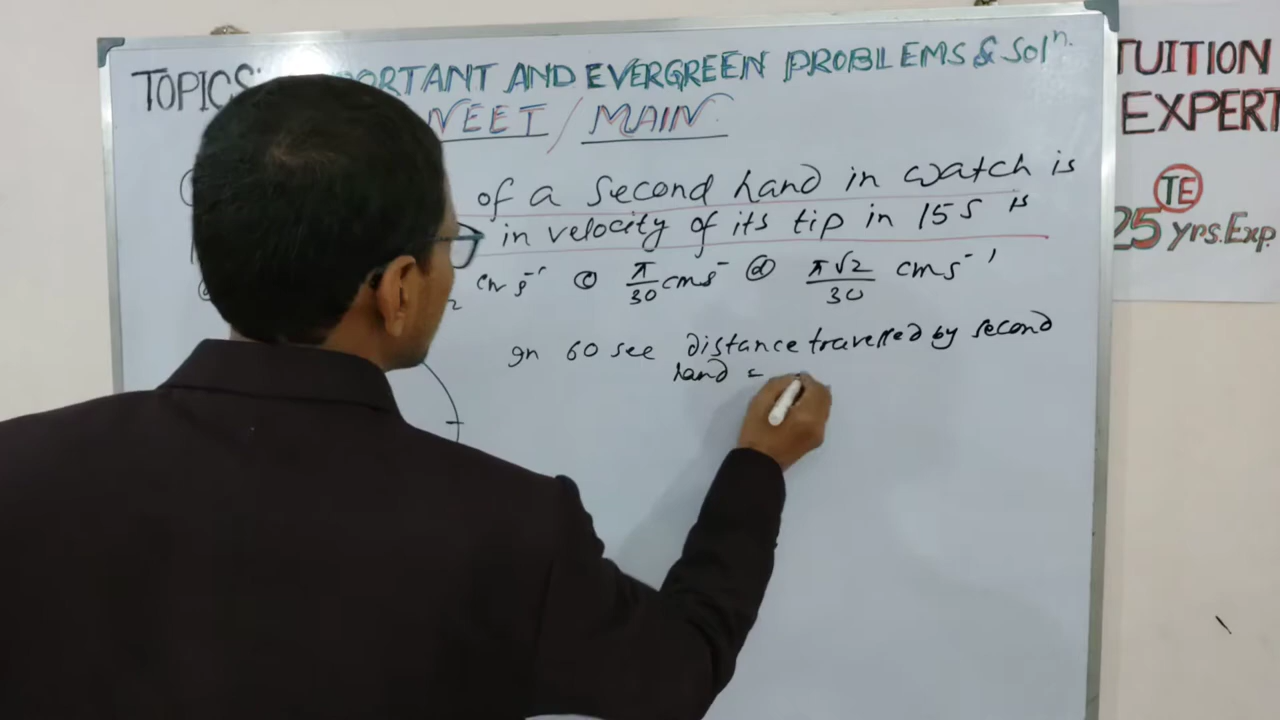 TOPICS: PORTANT AND EVERGREEN PROBLEMS & Solⁿ.
NEET / MAIN
of a second hand in watch is
in velocity of its tip in 15 s is
cm s⁻¹ © π/30 cms⁻ ⓓ π√2/30 cms⁻¹
In 60 sec distance travelled by second
hand =
TUITION
EXPERT
TE
25 yrs. Exp.